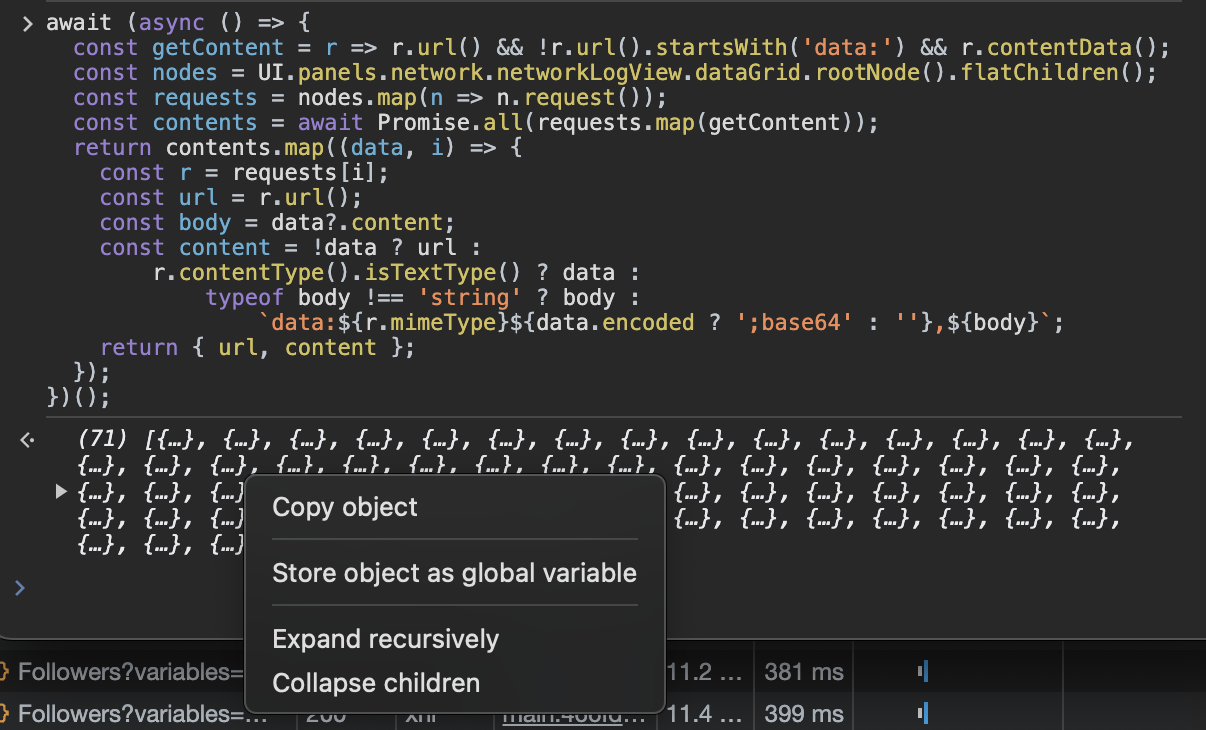 > await (async () => {
const getContent = r => r.url() && !r.url().startsWith('data:') && r.contentData();
const nodes = UI.panels.network.networkLogView.dataGrid.rootNode().flatChildren();
const requests = nodes.map(n => n.request());
const contents = await Promise.all(requests.map(getContent));
return contents.map((data, i) => {
const r = requests[i];
const url = r.url();
const body = data?.content;
const content = !data ? url :
r.contentType().isTextType() ? data :
typeof body !== 'string' ? body :
`data:${r.mimeType}${data.encoded ? ';base64' : ''},${body}`;
return { url, content };
});
})();
(71) [{…}, {…}, {…}, {…}, {…}, {…}, {…}, {…}, {…}, {…}, {…}, {…}, {…}, {…}, {…},
{…}, {…}, {…}, {…}, {…}, {…}, {…}, {…}, {…}, {…}, {…}, {…}, {…}, {…}, {…}, {…},
{…}, {…}, {…} {…}, {…}, {…}, {…}, {…}, {…}, {…},
{…}, {…}, {…} {…}, {…}, {…}, {…}, {…}, {…}, {…},
{…}, {…}, {…}
Copy object
Store object as global variable
Expand recursively
Collapse children
Followers?variables= 11.2 … 381 ms
Followers?variables=… 200 xhr 11.4 … 399 ms